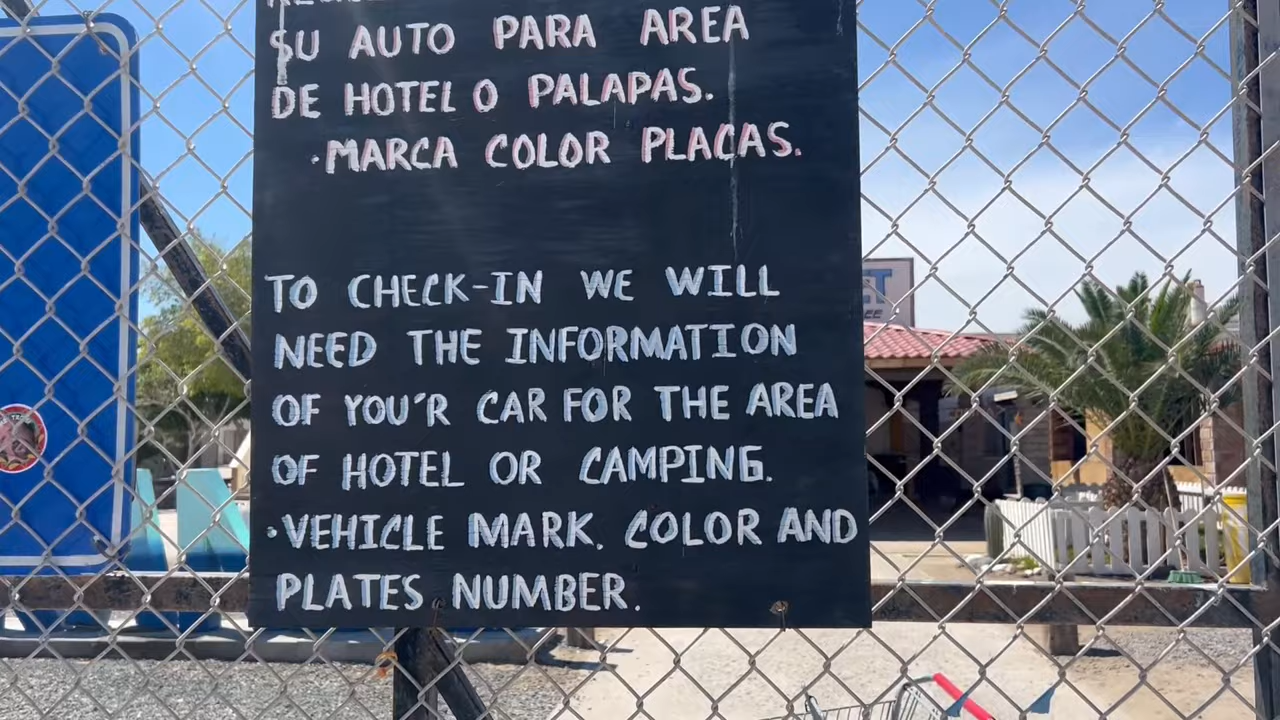 SU AUTO PARA AREA
DE HOTEL O PALAPAS.
·MARCA COLOR PLACAS.
TO CHECK-IN WE WILL
NEED THE INFORMATION
OF YOU'R CAR FOR THE AREA
OF HOTEL OR CAMPING.
·VEHICLE MARK. COLOR AND
PLATES NUMBER.